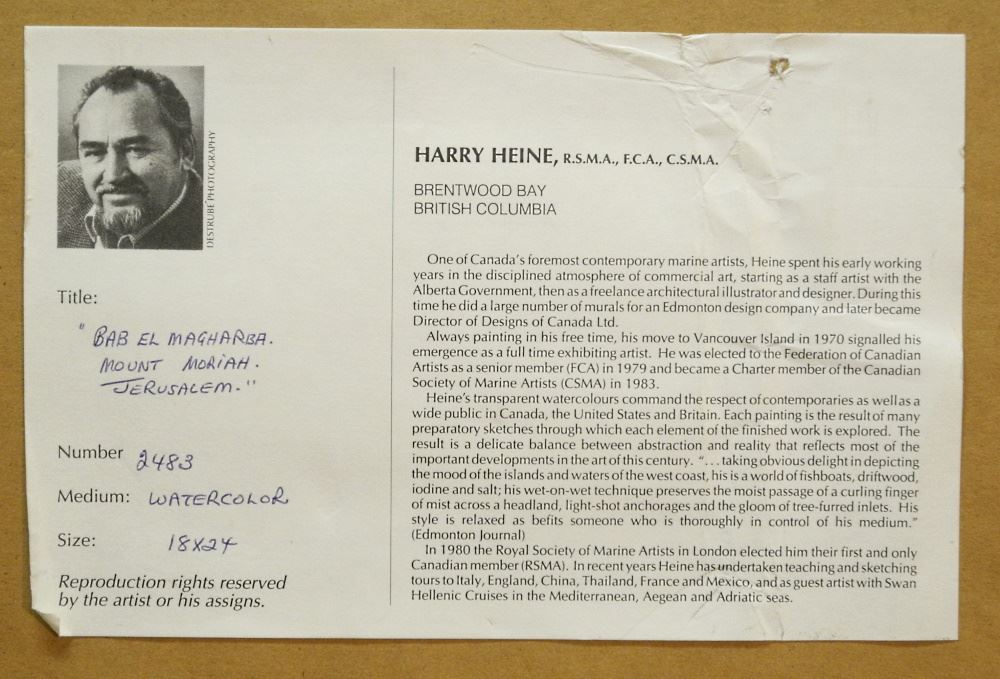 DESTRUBÉ PHOTOGRAPHY
Title:
"BAB EL MAGHARBA.
MOUNT MORIAH.
JERUSALEM."
Number 2483
Medium: WATERCOLOR
Size: 18X24
Reproduction rights reserved
by the artist or his assigns.
HARRY HEINE, R.S.M.A., F.C.A., C.S.M.A.
BRENTWOOD BAY
BRITISH COLUMBIA
One of Canada's foremost contemporary marine artists, Heine spent his early working
years in the disciplined atmosphere of commercial art, starting as a staff artist with the
Alberta Government, then as a freelance architectural illustrator and designer. During this
time he did a large number of murals for an Edmonton design company and later became
Director of Designs of Canada Ltd.
Always painting in his free time, his move to Vancouver Island in 1970 signalled his
emergence as a full time exhibiting artist. He was elected to the Federation of Canadian
Artists as a senior member (FCA) in 1979 and became a Charter member of the Canadian
Society of Marine Artists (CSMA) in 1983.
Heine's transparent watercolours command the respect of contemporaries as well as a
wide public in Canada, the United States and Britain. Each painting is the result of many
preparatory sketches through which each element of the finished work is explored. The
result is a delicate balance between abstraction and reality that reflects most of the
important developments in the art of this century. "... taking obvious delight in depicting
the mood of the islands and waters of the west coast, his is a world of fishboats, driftwood,
iodine and salt; his wet-on-wet technique preserves the moist passage of a curling finger
of mist across a headland, light-shot anchorages and the gloom of tree-furred inlets. His
style is relaxed as befits someone who is thoroughly in control of his medium."
(Edmonton Journal)
In 1980 the Royal Society of Marine Artists in London elected him their first and only
Canadian member (RSMA). In recent years Heine has undertaken teaching and sketching
tours to Italy, England, China, Thailand, France and Mexico, and as guest artist with Swan
Hellenic Cruises in the Mediterranean, Aegean and Adriatic seas.